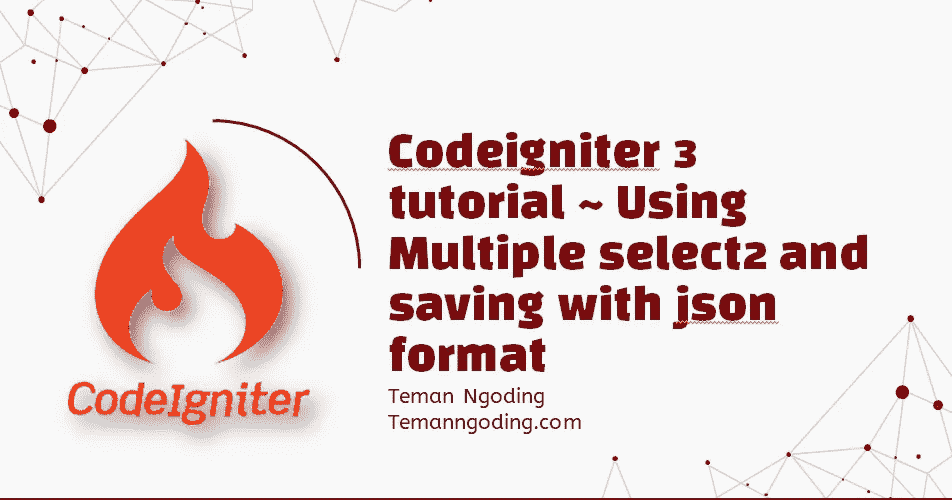 Codeigniter 3
tutorial ~ Using
Multiple select2 and
saving with json
format
Teman Ngoding
Temanngoding.com
CodeIgniter